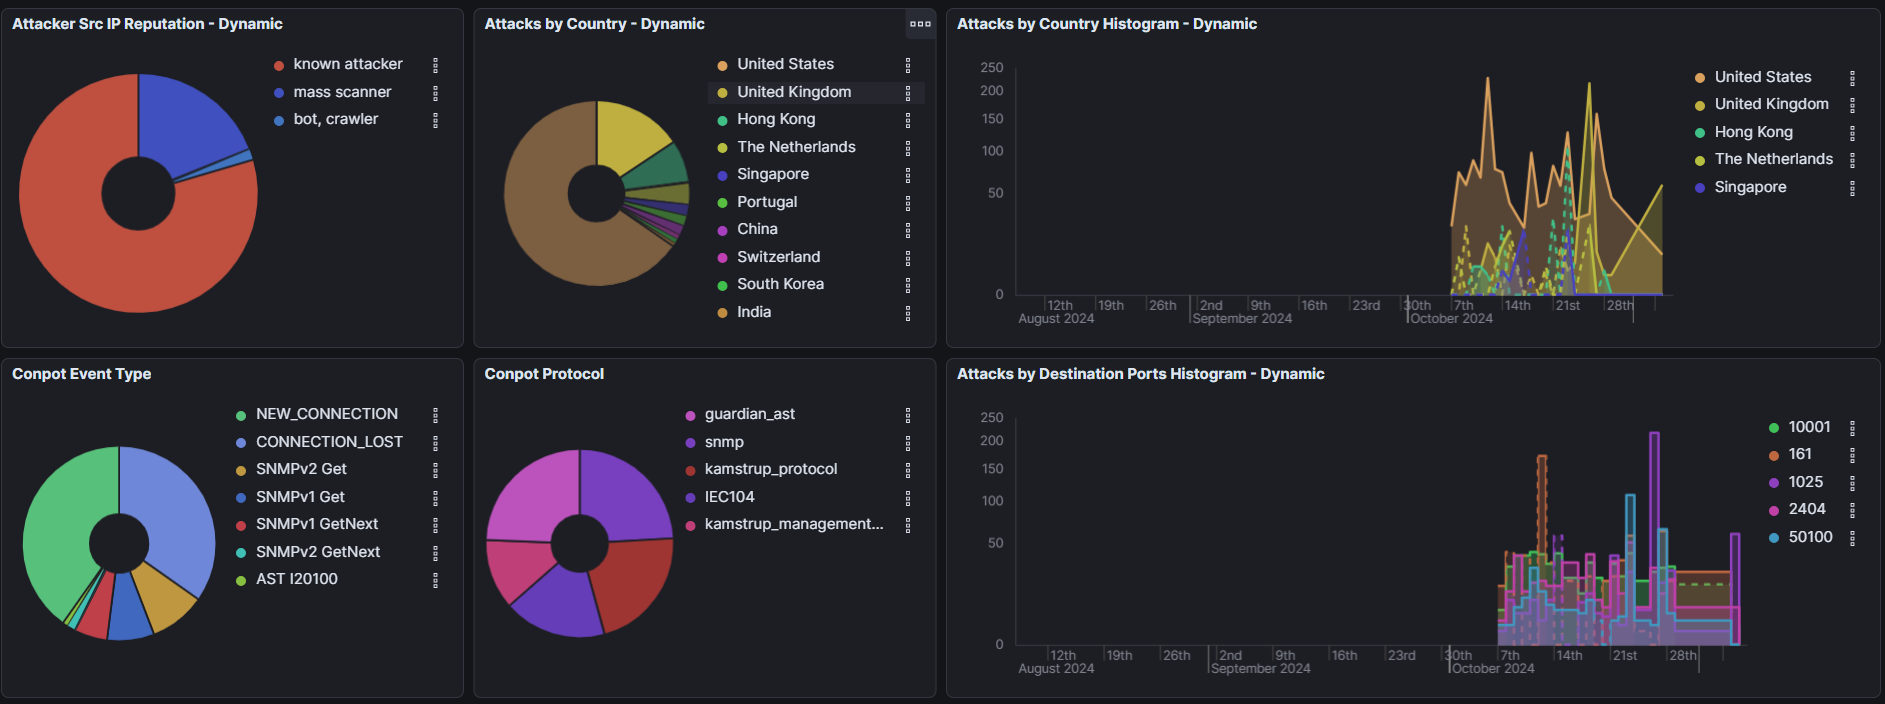 Attacker Src IP Reputation - Dynamic
known attacker
mass scanner
bot, crawler
Attacks by Country - Dynamic
United States
United Kingdom
Hong Kong
The Netherlands
Singapore
Portugal
China
Switzerland
South Korea
India
Attacks by Country Histogram - Dynamic
250
200
150
100
50
0
12th 19th 26th 2nd 9th 16th 23rd 30th 7th 14th 21st 28th
August 2024 September 2024 October 2024
United States
United Kingdom
Hong Kong
The Netherlands
Singapore
Conpot Event Type
NEW_CONNECTION
CONNECTION_LOST
SNMPv2 Get
SNMPv1 Get
SNMPv1 GetNext
SNMPv2 GetNext
AST I20100
Conpot Protocol
guardian_ast
snmp
kamstrup_protocol
IEC104
kamstrup_management...
Attacks by Destination Ports Histogram - Dynamic
250
200
150
100
50
0
12th 19th 26th 2nd 9th 16th 23rd 30th 7th 14th 21st 28th
August 2024 September 2024 October 2024
10001
161
1025
2404
50100